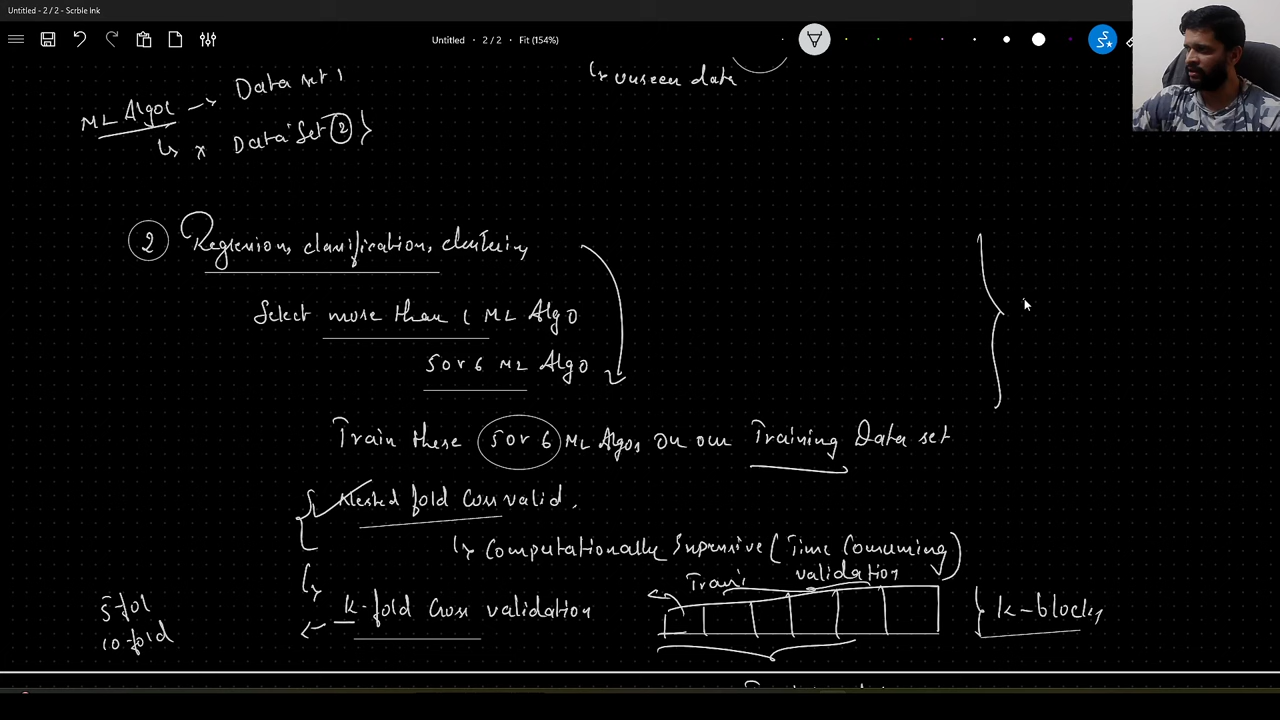 Untitled - 2 / 2 - Scrble Ink
Untitled • 2 / 2 • Fit (154%)
ML Algo
Data set 1
Data Set 2
unseen data
2 Regression, classification, clustering
Select more than 1 ML Algo
5 or 6 ML Algo
Train these 5 or 6 ML Algos on our Training Data set
Nested fold Cross valid.
Computationally Expensive (Time Consuming)
Train validation
5-fol
10-fold
k-fold Cross validation
k-blocks